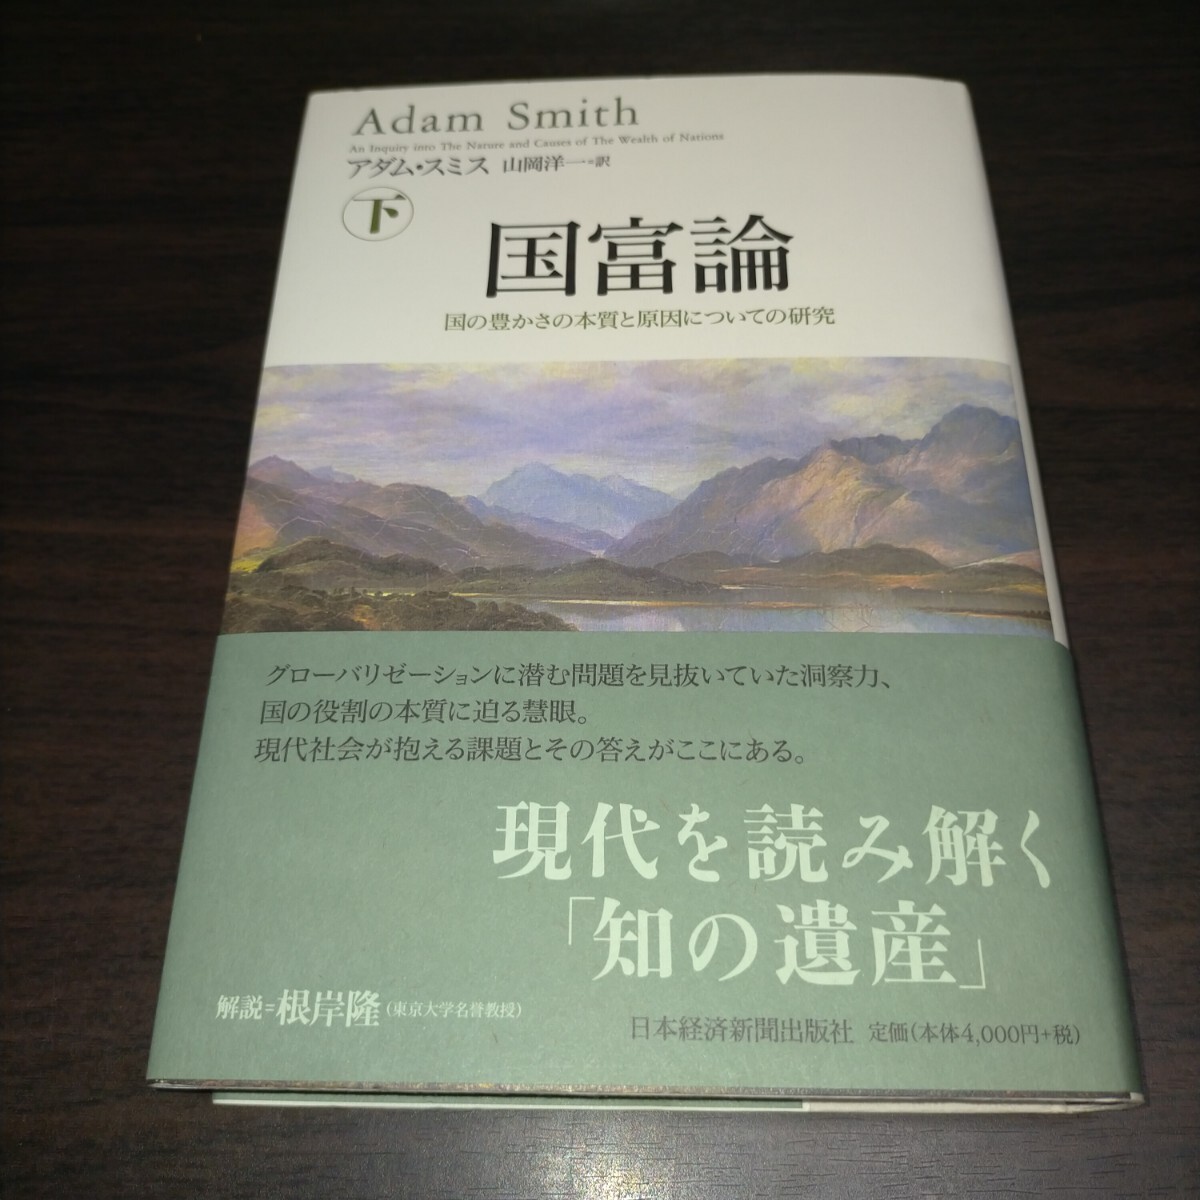 Adam Smith
An Inquiry into The Nature and Causes of The Wealth of Nations
アダム・スミス 山岡洋一=訳
下
国富論
国の豊かさの本質と原因についての研究
グローバリゼーションに潜む問題を見抜いていた洞察力、
国の役割の本質に迫る慧眼。
現代社会が抱える課題とその答えがここにある。
現代を読み解く
「知の遺産」
解説=根岸隆(東京大学名誉教授)
日本経済新聞出版社 定価(本体4,000円+税)